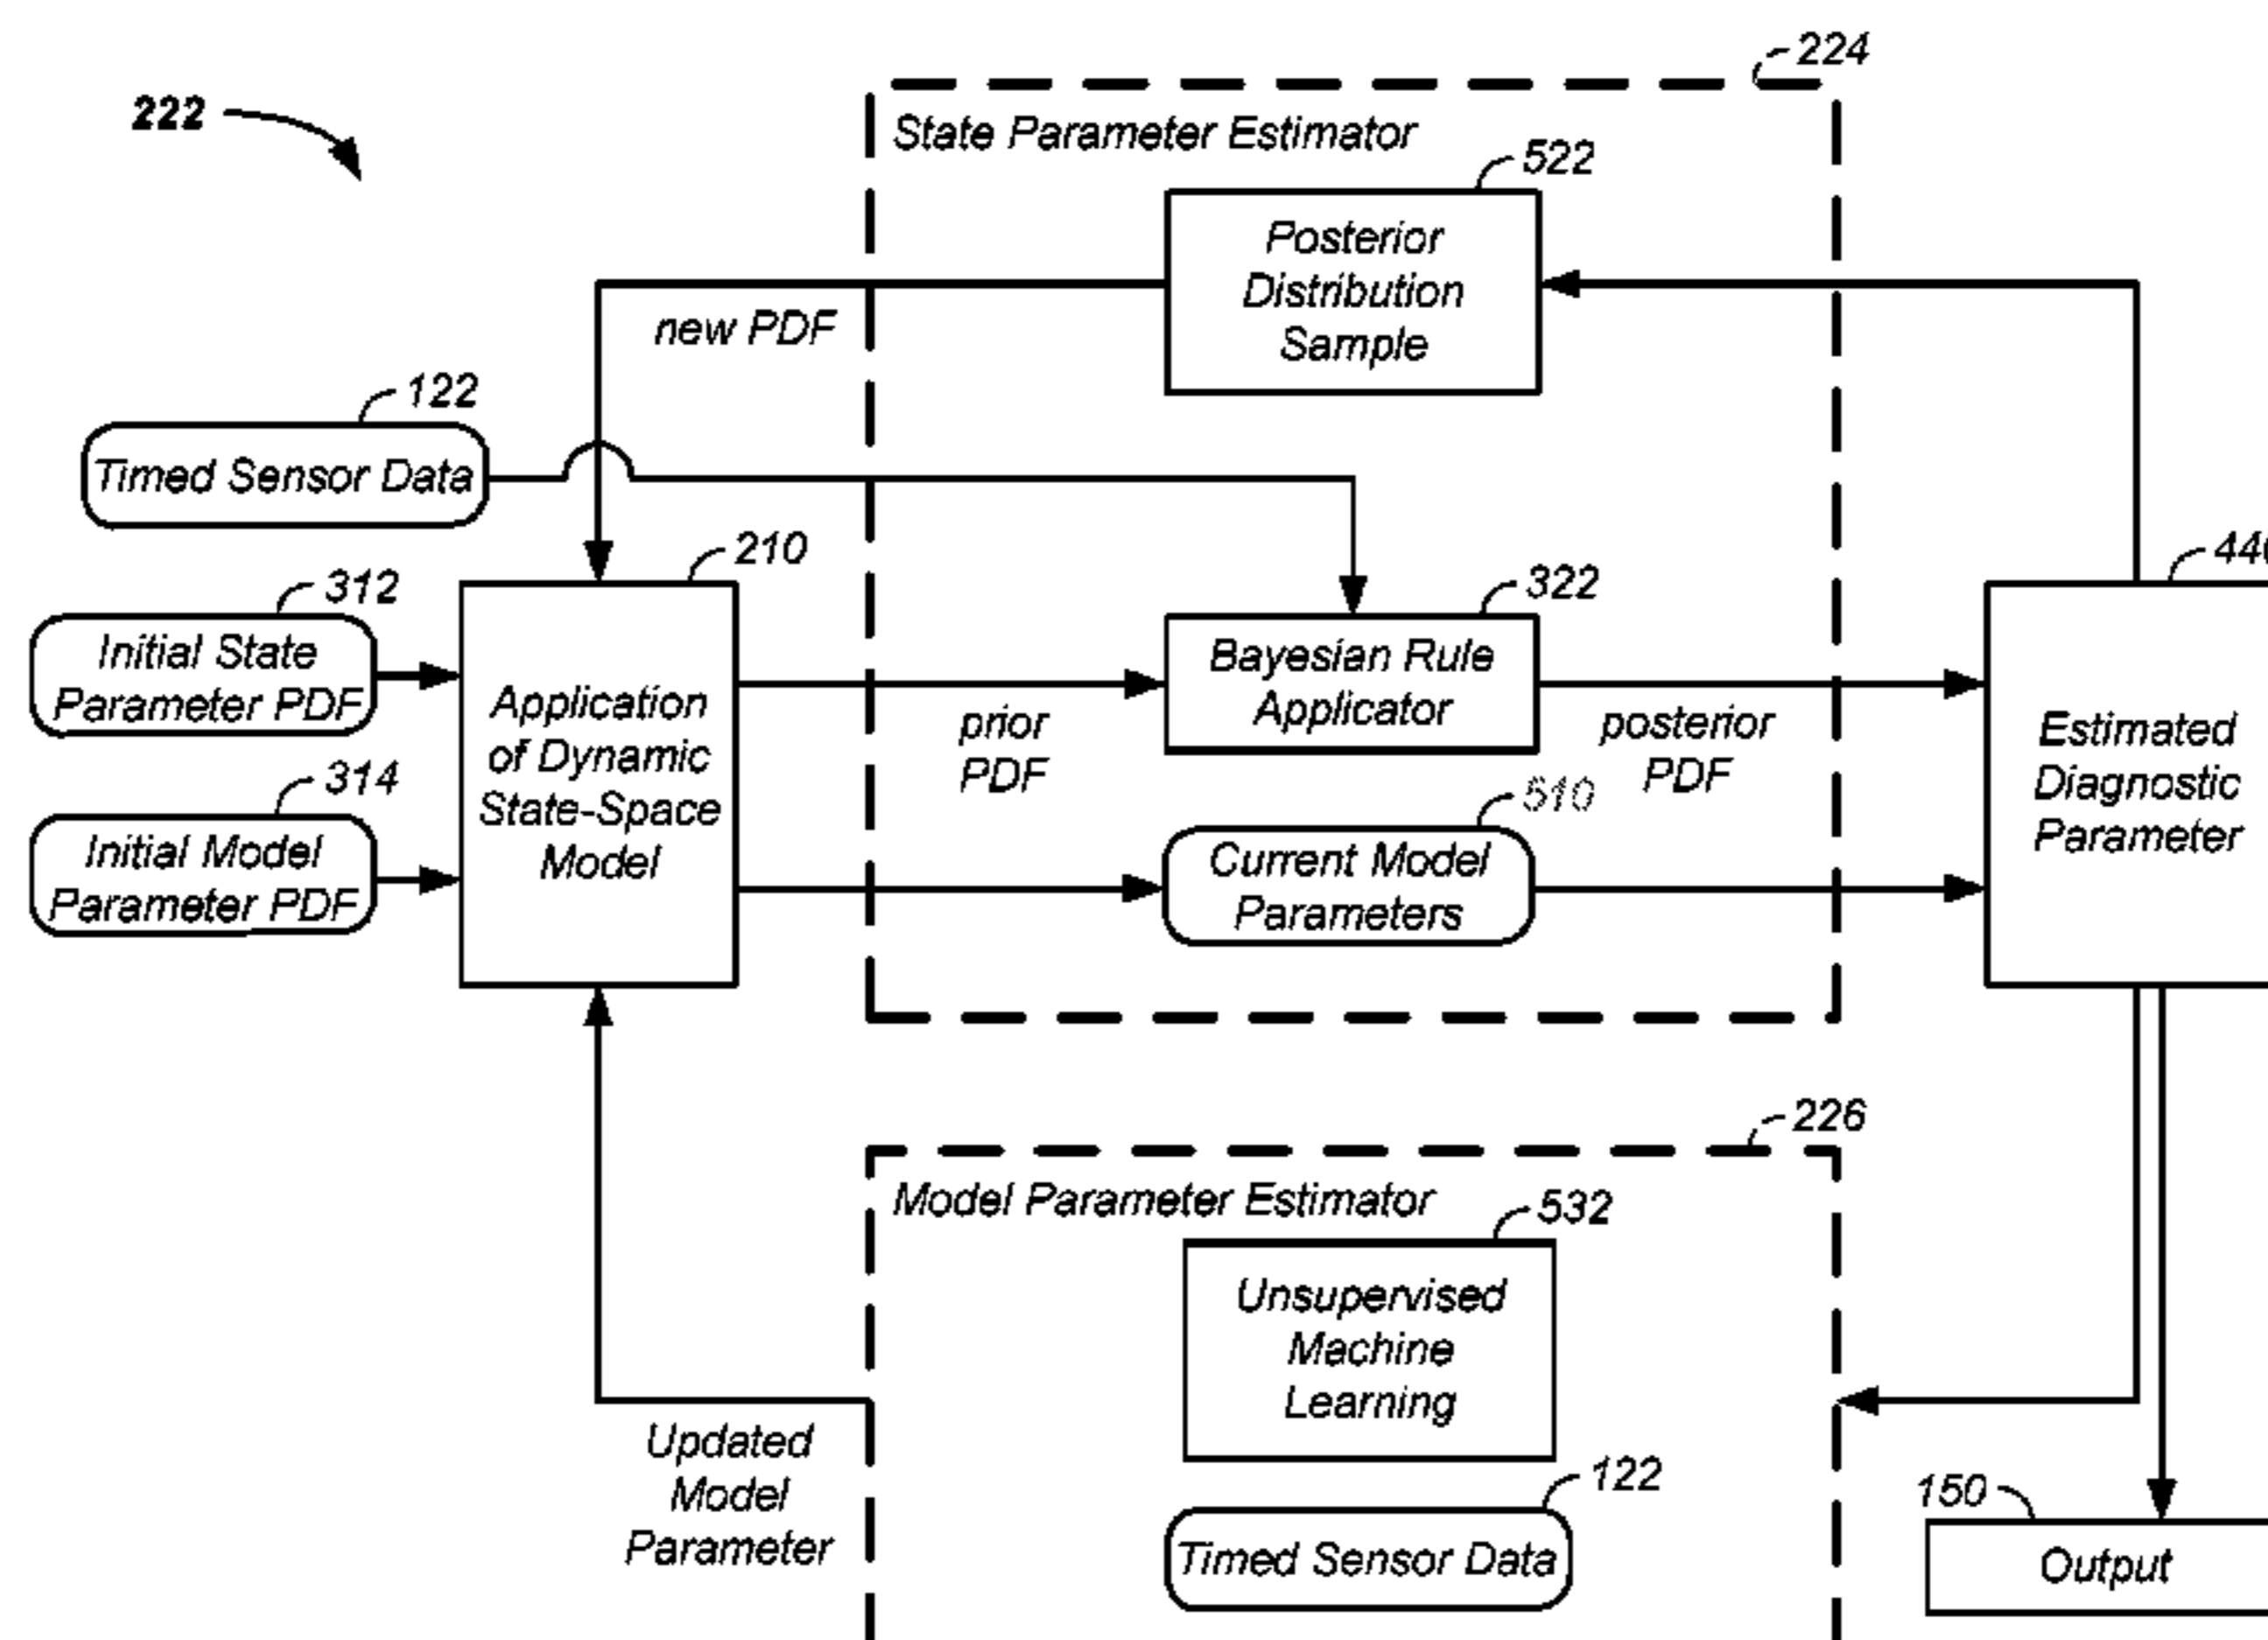 224
222
State Parameter Estimator
522
Posterior
Distribution
Sample
new PDF
122
Timed Sensor Data
210
312
Initial State
Parameter PDF
314
Initial Model
Parameter PDF
Application
of Dynamic
State-Space
Model
prior
PDF
322
Bayesian Rule
Applicator
posterior
PDF
510
Current Model
Parameters
Estimated
Diagnostic
Parameter
226
Model Parameter Estimator
532
Unsupervised
Machine
Learning
122
Timed Sensor Data
Updated
Model
Parameter
150
Output